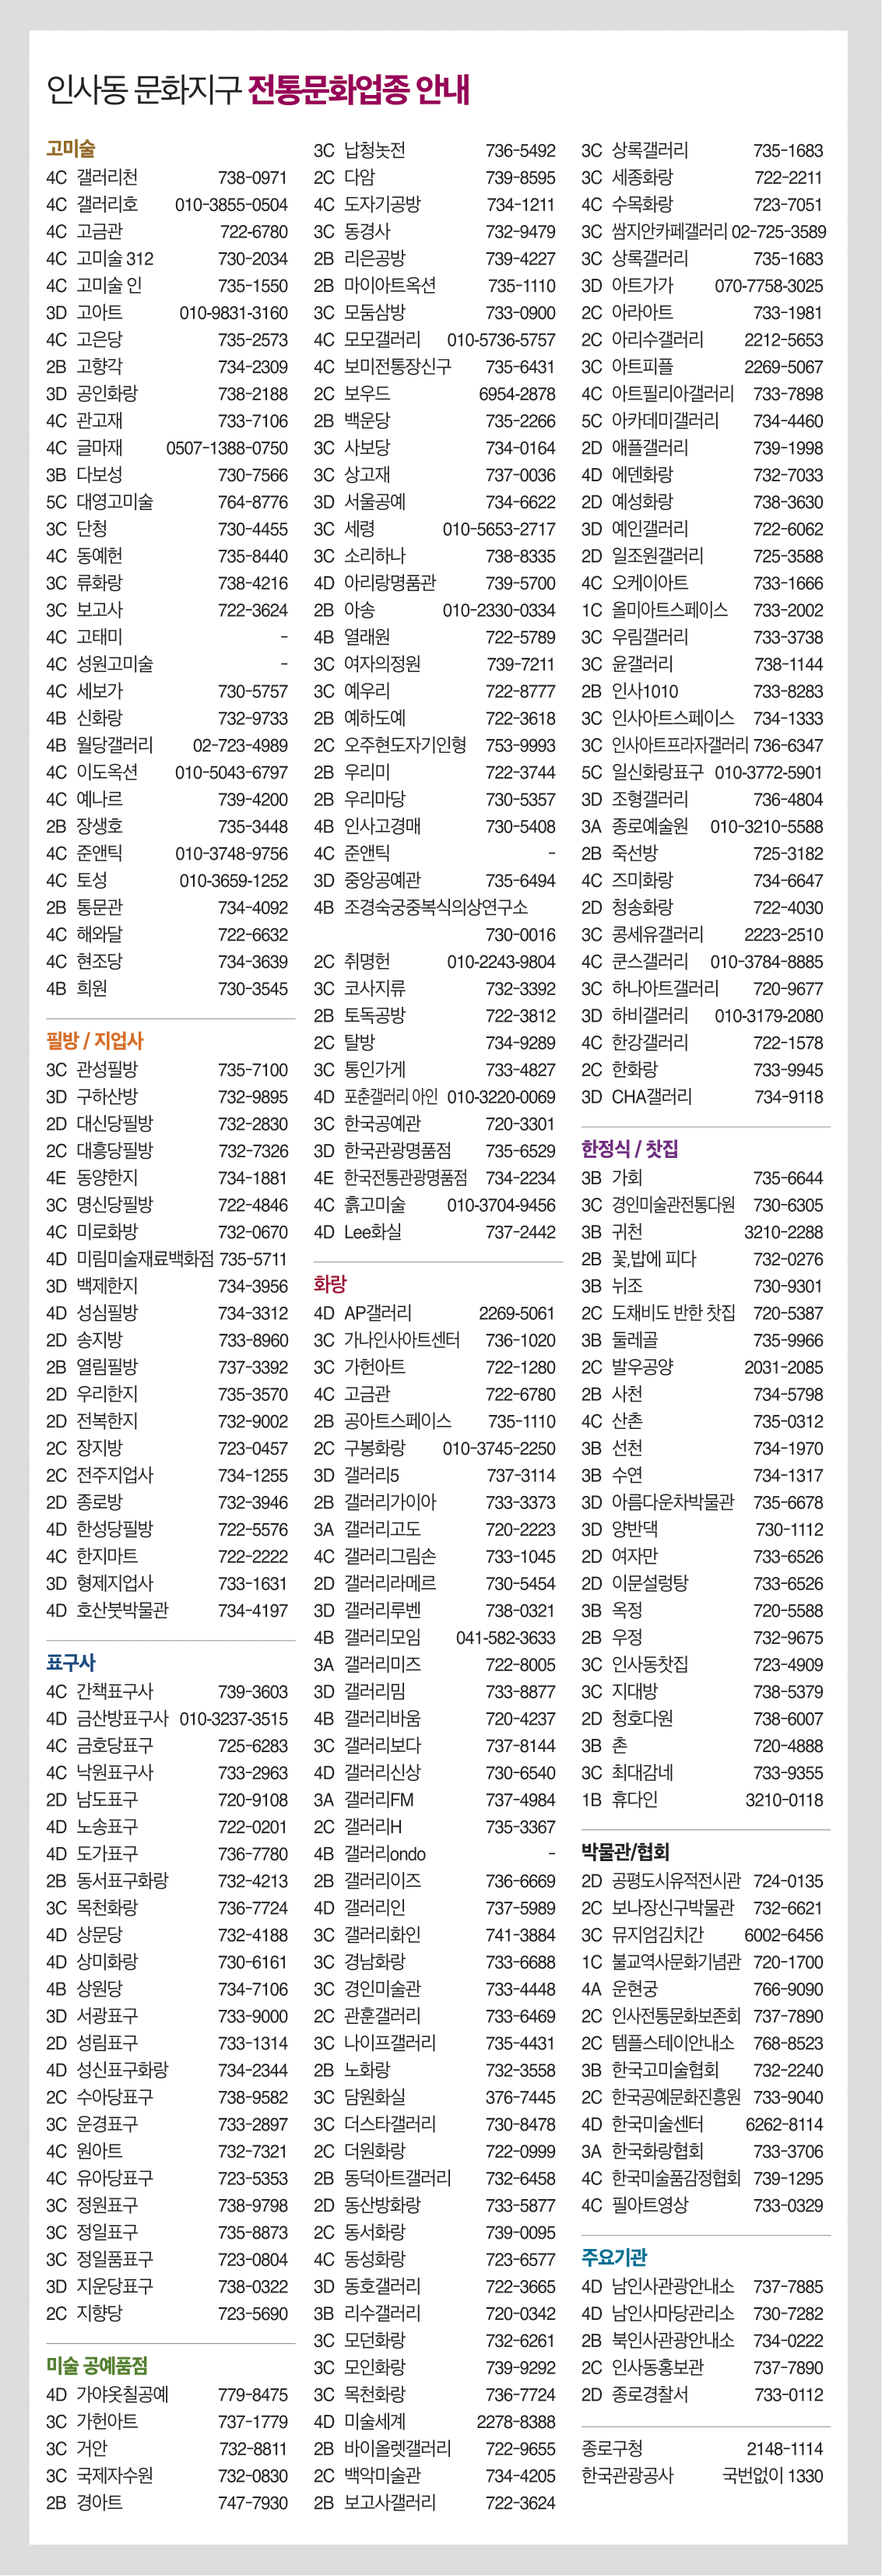 인사동 문화지구 전통문화업종 안내
고미술
4C 갤러리천 738-0971
4C 갤러리호 010-3855-0504
4C 고금관 722-6780
4C 고미술 312 730-2034
4C 고미술 인 735-1550
3D 고아트 010-9831-3160
4C 고은당 735-2573
2B 고향각 734-2309
3D 공인화랑 738-2188
4C 관고재 733-7106
4C 글마재 0507-1388-0750
3B 다보성 730-7566
5C 대영고미술 764-8776
3C 단청 730-4455
4C 동예헌 735-8440
3C 류화랑 738-4216
3C 보고사 722-3624
4C 고태미 -
4C 성원고미술 -
4C 세보가 730-5757
4B 신화랑 732-9733
4B 월당갤러리 02-723-4989
4C 이도옥션 010-5043-6797
4C 예나르 739-4200
2B 장생호 735-3448
4C 준앤틱 010-3748-9756
4C 토성 010-3659-1252
2B 통문관 734-4092
4C 해와달 722-6632
4C 현조당 734-3639
4B 희원 730-3545
필방 / 지업사
3C 관성필방 735-7100
3D 구하산방 732-9895
2D 대신당필방 732-2830
2C 대흥당필방 732-7326
4E 동양한지 734-1881
3C 명신당필방 722-4846
4C 미로화방 732-0670
4D 미림미술재료백화점 735-5711
3D 백제한지 734-3956
4D 성심필방 734-3312
2D 송지방 733-8960
2B 열림필방 737-3392
2D 우리한지 735-3570
2D 전북한지 732-9002
2C 장지방 723-0457
2C 전주지업사 734-1255
2D 종로방 732-3946
4D 한성당필방 722-5576
4C 한지마트 722-2222
3D 형제지업사 733-1631
4D 호산붓박물관 734-4197
표구사
4C 간책표구사 739-3603
4D 금산방표구사 010-3237-3515
4C 금호당표구 725-6283
4C 낙원표구사 733-2963
2D 남도표구 720-9108
4D 노송표구 722-0201
4D 도가표구 736-7780
2B 동서표구화랑 732-4213
3C 목천화랑 736-7724
4D 상문당 732-4188
4D 상미화랑 730-6161
4B 상원당 734-7106
3D 서광표구 733-9000
2D 성림표구 733-1314
4D 성신표구화랑 734-2344
2C 수아당표구 738-9582
3C 운경표구 733-2897
4C 원아트 732-7321
4C 유아당표구 723-5353
3C 정원표구 738-9798
3C 정일표구 735-8873
3C 정일품표구 723-0804
3D 지운당표구 738-0322
2C 지향당 723-5690
미술 공예품점
4D 가야옻칠공예 779-8475
3C 가헌아트 737-1779
3C 거안 732-8811
3C 국제자수원 732-0830
2B 경아트 747-7930
3C 납청놋전 736-5492
2C 다암 739-8595
4C 도자기공방 734-1211
3C 동경사 732-9479
2B 리은공방 739-4227
2B 마이아트옥션 735-1110
3C 모둠삼방 733-0900
4C 모모갤러리 010-5736-5757
4C 보미전통장신구 735-6431
2C 보우드 6954-2878
2B 백운당 735-2266
3C 사보당 734-0164
3C 상고재 737-0036
3D 서울공예 734-6622
3C 세령 010-5653-2717
3C 소리하나 738-8335
4D 아리랑명품관 739-5700
2B 아송 010-2330-0334
4B 열래원 722-5789
3C 여자의정원 739-7211
3C 예우리 722-8777
2B 예하도예 722-3618
2C 오주현도자기인형 753-9993
2B 우리미 722-3744
2B 우리마당 730-5357
4B 인사고경매 730-5408
4C 준앤틱 -
3D 중앙공예관 735-6494
4B 조경숙궁중복식의상연구소
730-0016
2C 취명헌 010-2243-9804
3C 코사지류 732-3392
2B 토독공방 722-3812
2C 탈방 734-9289
3C 통인가게 733-4827
4D 포춘갤러리 아인 010-3220-0069
3C 한국공예관 720-3301
3D 한국관광명품점 735-6529
4E 한국전통관광명품점 734-2234
4C 흙고미술 010-3704-9456
4D Lee화실 737-2442
화랑
4D AP갤러리 2269-5061
3C 가나인사아트센터 736-1020
3C 가헌아트 722-1280
4C 고금관 722-6780
2B 공아트스페이스 735-1110
2C 구봉화랑 010-3745-2250
3D 갤러리5 737-3114
2B 갤러리가이아 733-3373
3A 갤러리고도 720-2223
4C 갤러리그림손 733-1045
2D 갤러리라메르 730-5454
3D 갤러리루벤 738-0321
4B 갤러리모임 041-582-3633
3A 갤러리미즈 722-8005
3D 갤러리밈 733-8877
4B 갤러리바움 720-4237
3C 갤러리보다 737-8144
4D 갤러리신상 730-6540
3A 갤러리FM 737-4984
2C 갤러리H 735-3367
4B 갤러리ondo -
2B 갤러리이즈 736-6669
4D 갤러리인 737-5989
3C 갤러리화인 741-3884
3C 경남화랑 733-6688
3C 경인미술관 733-4448
2C 관훈갤러리 733-6469
3C 나이프갤러리 735-4431
2B 노화랑 732-3558
3C 담원화실 376-7445
3C 더스타갤러리 730-8478
2C 더원화랑 722-0999
2B 동덕아트갤러리 732-6458
2D 동산방화랑 733-5877
2C 동서화랑 739-0095
4C 동성화랑 723-6577
3D 동호갤러리 722-3665
3B 리수갤러리 720-0342
3C 모던화랑 732-6261
3C 모인화랑 739-9292
3C 목천화랑 736-7724
4D 미술세계 2278-8388
2B 바이올렛갤러리 722-9655
2C 백악미술관 734-4205
2B 보고사갤러리 722-3624
3C 상록갤러리 735-1683
3C 세종화랑 722-2211
4C 수목화랑 723-7051
3C 쌈지안카페갤러리 02-725-3589
3C 상록갤러리 735-1683
3D 아트가가 070-7758-3025
2C 아라아트 733-1981
2C 아리수갤러리 2212-5653
3C 아트피플 2269-5067
4C 아트필리아갤러리 733-7898
5C 아카데미갤러리 734-4460
2D 애플갤러리 739-1998
4D 에덴화랑 732-7033
2D 예성화랑 738-3630
3D 예인갤러리 722-6062
2D 일조원갤러리 725-3588
4C 오케이아트 733-1666
1C 올미아트스페이스 733-2002
3C 우림갤러리 733-3738
3C 윤갤러리 738-1144
2B 인사1010 733-8283
3C 인사아트스페이스 734-1333
3C 인사아트프라자갤러리 736-6347
5C 일신화랑표구 010-3772-5901
3D 조형갤러리 736-4804
3A 종로예술원 010-3210-5588
2B 죽선방 725-3182
4C 즈미화랑 734-6647
2D 청송화랑 722-4030
3C 콩세유갤러리 2223-2510
4C 쿤스갤러리 010-3784-8885
3C 하나아트갤러리 720-9677
3D 하비갤러리 010-3179-2080
4C 한강갤러리 722-1578
2C 한화랑 733-9945
3D CHA갤러리 734-9118
한정식 / 찻집
3B 가회 735-6644
3C 경인미술관전통다원 730-6305
3B 귀천 3210-2288
2B 꽃,밥에 피다 732-0276
3B 뉘조 730-9301
2C 도채비도 반한 찻집 720-5387
3B 둘레골 735-9966
2C 발우공양 2031-2085
2B 사천 734-5798
4C 산촌 735-0312
3B 선천 734-1970
3B 수연 734-1317
3D 아름다운차박물관 735-6678
3D 양반댁 730-1112
2D 여자만 733-6526
2D 이문설렁탕 733-6526
3B 옥정 720-5588
2B 우정 732-9675
3C 인사동찻집 723-4909
3C 지대방 738-5379
2D 청호다원 738-6007
3B 촌 720-4888
3C 최대감네 733-9355
1B 휴다인 3210-0118
박물관/협회
2D 공평도시유적전시관 724-0135
2C 보나장신구박물관 732-6621
3C 뮤지엄김치간 6002-6456
1C 불교역사문화기념관 720-1700
4A 운현궁 766-9090
2C 인사전통문화보존회 737-7890
2C 템플스테이안내소 768-8523
3B 한국고미술협회 732-2240
2C 한국공예문화진흥원 733-9040
4D 한국미술센터 6262-8114
3A 한국화랑협회 733-3706
4C 한국미술품감정협회 739-1295
4C 필아트영상 733-0329
주요기관
4D 남인사관광안내소 737-7885
4D 남인사마당관리소 730-7282
2B 북인사관광안내소 734-0222
2C 인사동홍보관 737-7890
2D 종로경찰서 733-0112
종로구청 2148-1114
한국관광공사 국번없이 1330